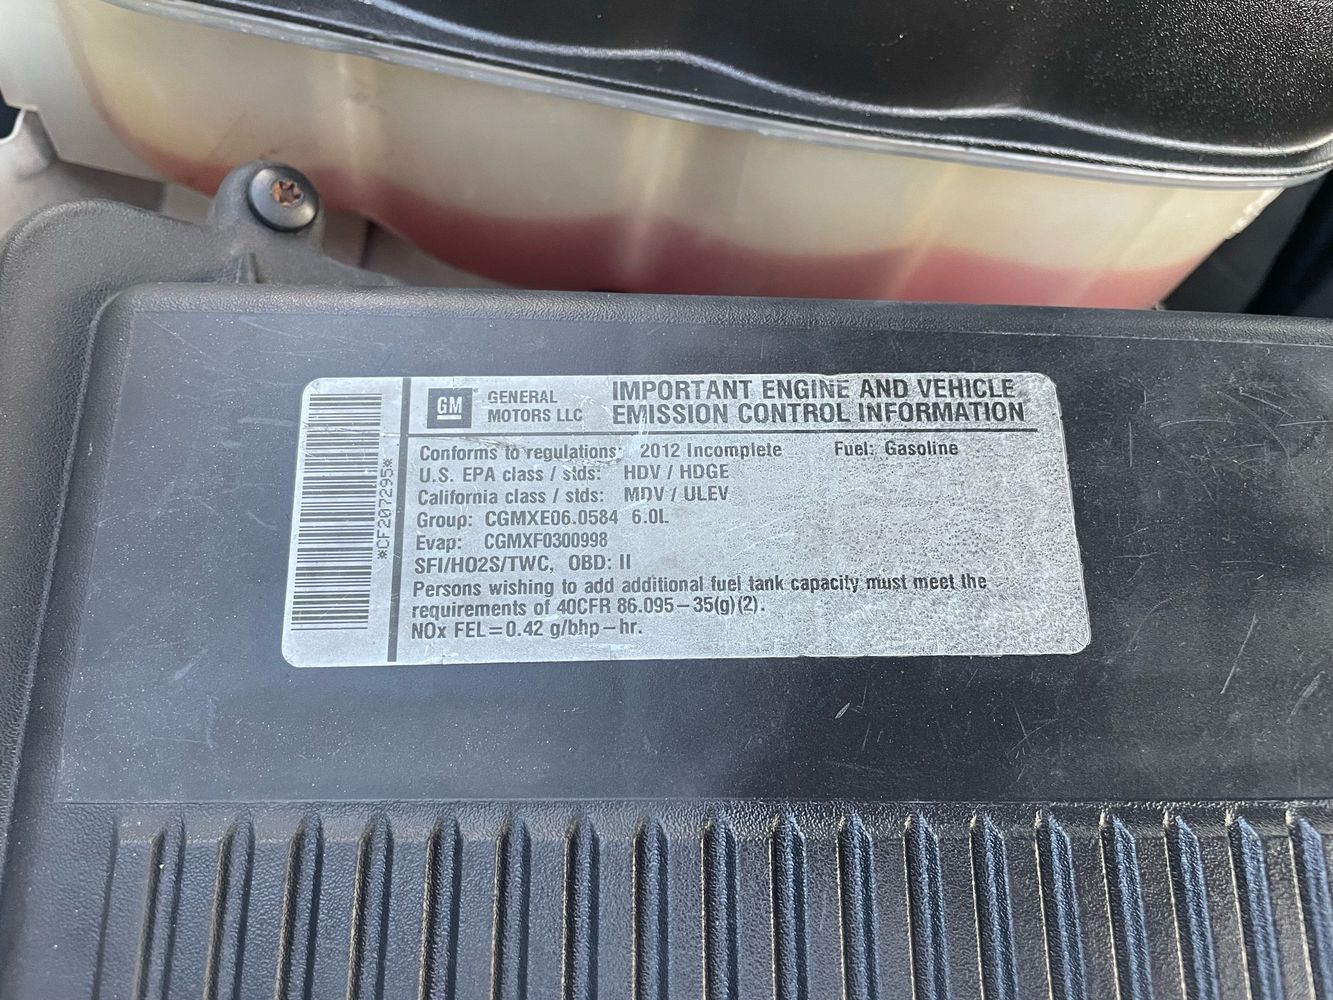 *CF207295*
GM
GENERAL
MOTORS LLC
IMPORTANT ENGINE AND VEHICLE
EMISSION CONTROL INFORMATION
Conforms to regulations: 2012 Incomplete Fuel: Gasoline
U.S. EPA class / stds: HDV / HDGE
California class / stds: MDV / ULEV
Group: CGMXE06.0584 6.0L
Evap: CGMXF0300998
SFI/HO2S/TWC, OBD: II
Persons wishing to add additional fuel tank capacity must meet the
requirements of 40CFR 86.095-35(g)(2).
NOx FEL=0.42 g/bhp-hr.